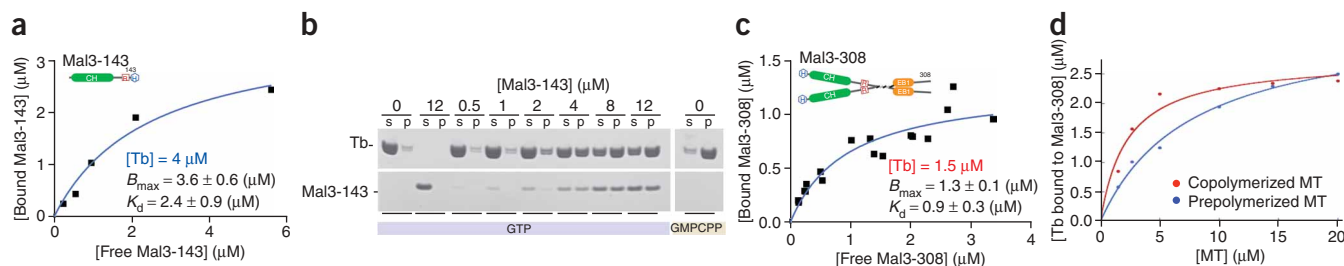 a
Mal3-143
CH
143
3
2
1
0
[Bound Mal3-143] (μM)
[Tb] = 4 μM
Bmax = 3.6 ± 0.6 (μM)
Kd = 2.4 ± 0.9 (μM)
0 2 4 6
[Free Mal3-143] (μM)
b
[Mal3-143] (μM)
0 12 0.5 1 2 4 8 12 0
s p s p s p s p s p s p s p s p s p
Tb-
Mal3-143 -
GTP
GMPCPP
c
Mal3-308
CH
CH
EB1
EB1
308
1.5
1.0
0.5
0
[Bound Mal3-308] (μM)
[Tb] = 1.5 μM
Bmax = 1.3 ± 0.1 (μM)
Kd = 0.9 ± 0.3 (μM)
0 1 2 3 4
[Free Mal3-308] (μM)
d
[Tb bound to Mal3-308] (μM)
2.5
2.0
1.5
1.0
0.5
0
Copolymerized MT
Prepolymerized MT
0 5 10 15 20
[MT] (μM)